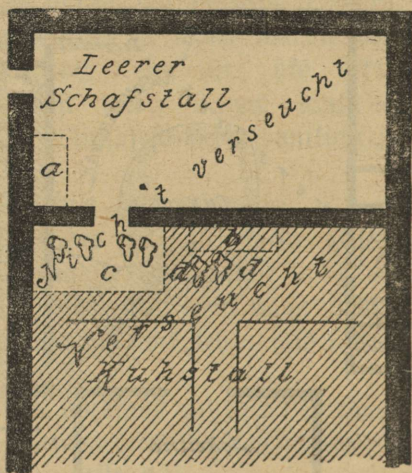 Leerer
Schafstall
Nicht verseucht
a
b
c
d d
Verseucht
Kuhstall